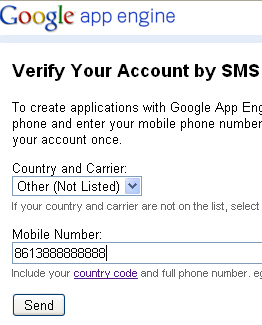 Google app engine
Verify Your Account by SMS
To create applications with Google App Eng
phone and enter your mobile phone number
your account once.
Country and Carrier:
Other (Not Listed)
If your country and carrier are not on the list, select
Mobile Number:
8613888888888
Include your country code and full phone number. eg
Send